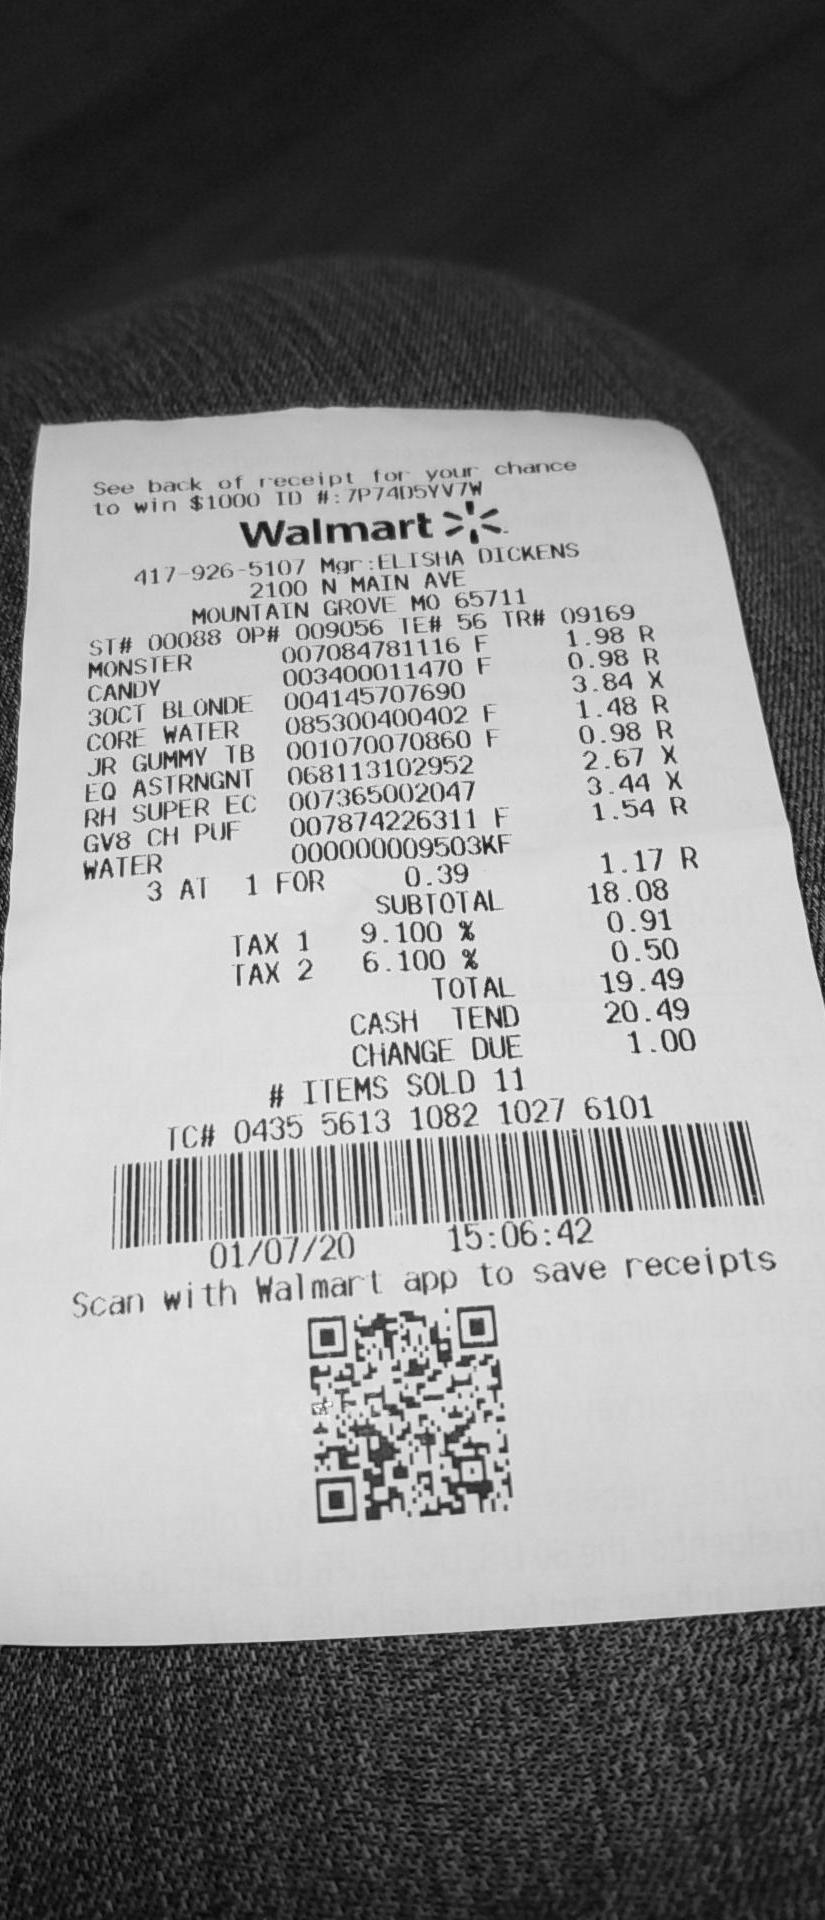 See back of receipt for your chance
to win $1000 ID #:7P74D5YV7W
Walmart
417-926-5107 Mgr:ELISHA DICKENS
2100 N MAIN AVE
MOUNTAIN GROVE MO 65711
ST# 00088 OP# 009056 TE# 56 TR# 09169
MONSTER 007084781116 F 1.98 R
CANDY 003400011470 F 0.98 R
30CT BLONDE 004145707690 3.84 X
CORE WATER 085300400402 F 1.48 R
JR GUMMY TB 001070070860 F 0.98 R
EQ ASTRNGNT 068113102952 2.67 X
RH SUPER EC 007365002047 3.44 X
GV8 CH PUF 007874226311 F 1.54 R
WATER 000000009503KF
3 AT 1 FOR 0.39 1.17 R
SUBTOTAL 18.08
TAX 1 9.100 % 0.91
TAX 2 6.100 % 0.50
TOTAL 19.49
CASH TEND 20.49
CHANGE DUE 1.00
# ITEMS SOLD 11
TC# 0435 5613 1082 1027 6101
01/07/20 15:06:42
Scan with Walmart app to save receipts